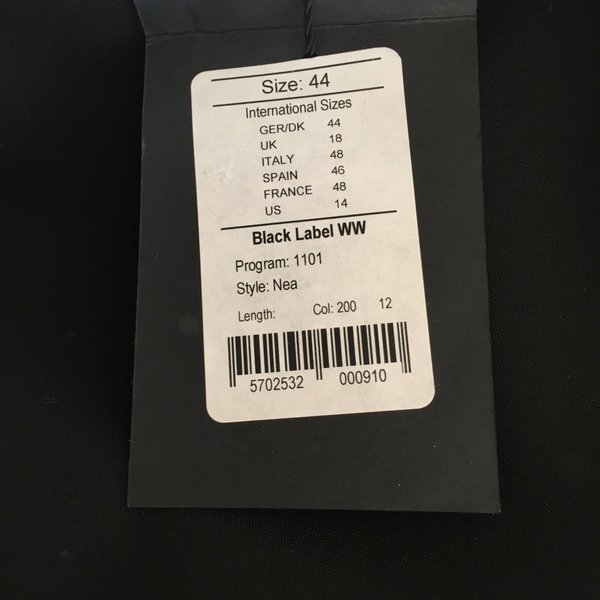 Size: 44
International Sizes
GER/DK 44
UK 18
ITALY 48
SPAIN 46
FRANCE 48
US 14
Black Label WW
Program: 1101
Style: Nea
Length: Col: 200 12
5702532 000910